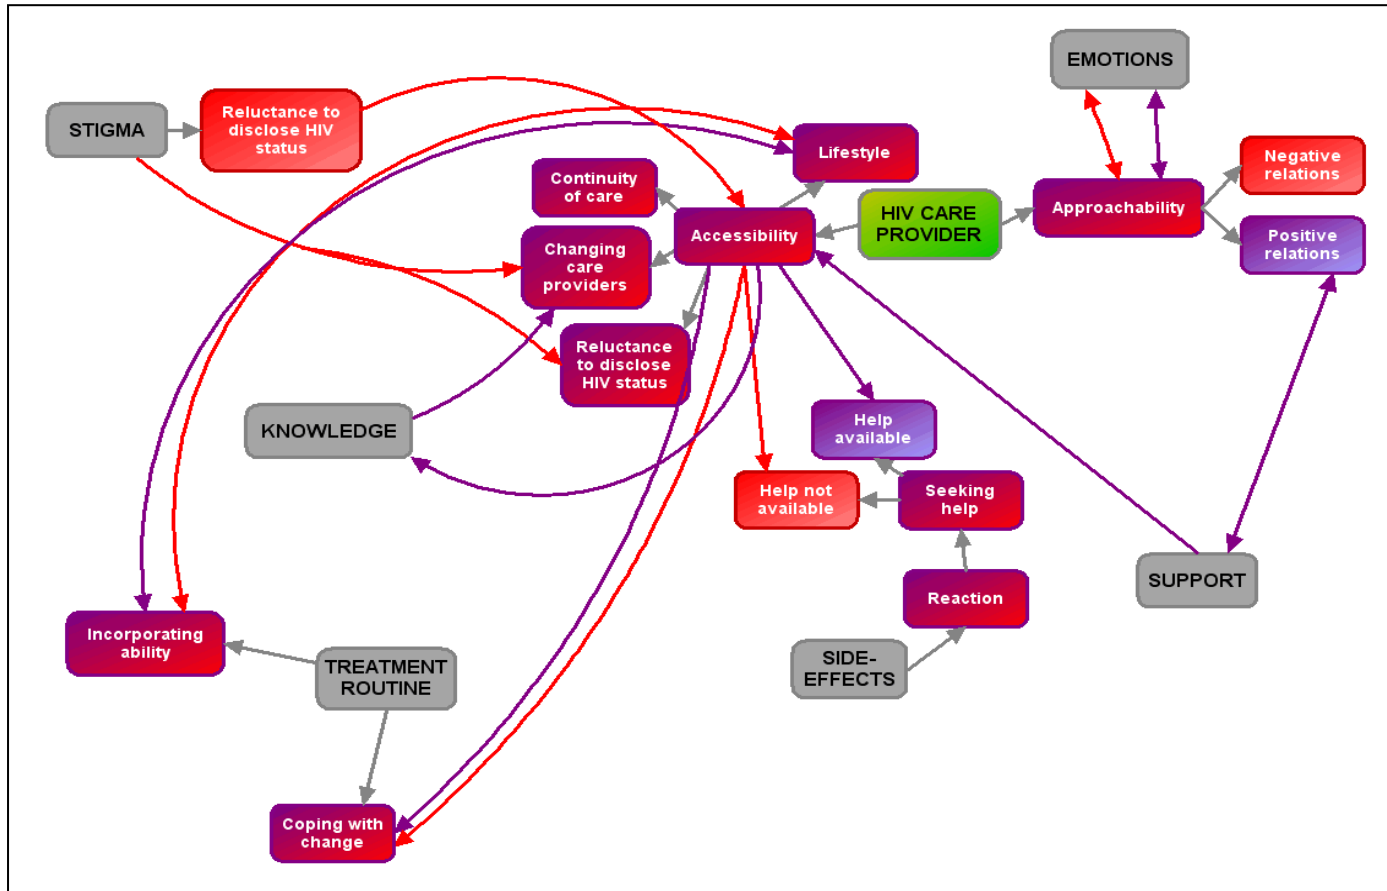 EMOTIONS
STIGMA
Reluctance to
disclose HIV
status
Lifestyle
Negative
relations
Continuity
of care
Approachability
HIV CARE
PROVIDER
Accessibility
Changing
care
providers
Positive
relations
Reluctance
to disclose
HIV status
KNOWLEDGE
Help
available
Help not
available
Seeking
help
SUPPORT
Reaction
Incorporating
ability
TREATMENT
ROUTINE
SIDE-
EFFECTS
Coping with
change